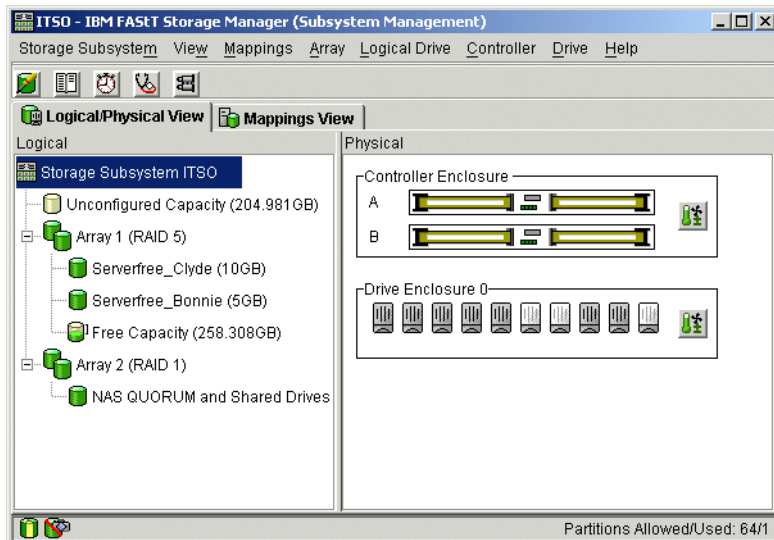 ITSO - IBM FAStT Storage Manager (Subsystem Management)
Storage Subsystem View Mappings Array Logical Drive Controller Drive Help
Logical/Physical View Mappings View
Logical
Storage Subsystem ITSO
Unconfigured Capacity (204.981GB)
Array 1 (RAID 5)
Serverfree_Clyde (10GB)
Serverfree_Bonnie (5GB)
Free Capacity (258.308GB)
Array 2 (RAID 1)
NAS QUORUM and Shared Drives
Physical
Controller Enclosure
A
B
Drive Enclosure 0
Partitions Allowed/Used: 64/1